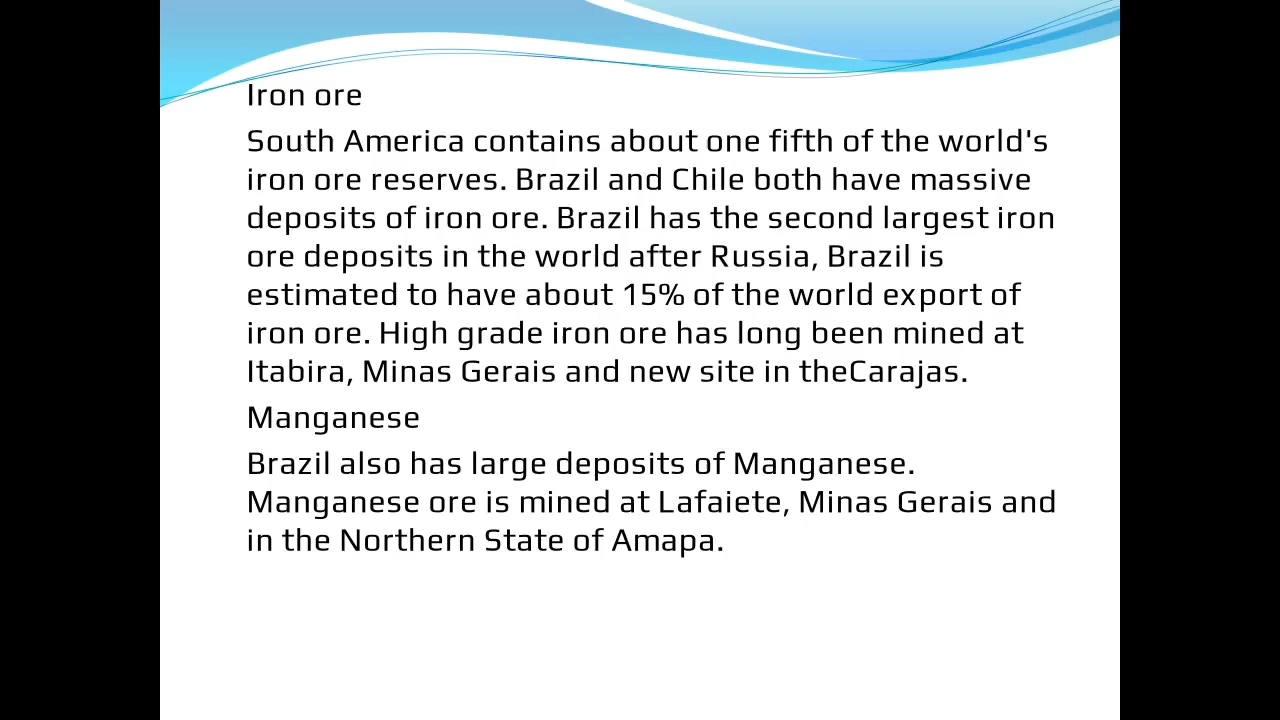 Iron ore
South America contains about one fifth of the world's
iron ore reserves. Brazil and Chile both have massive
deposits of iron ore. Brazil has the second largest iron
ore deposits in the world after Russia, Brazil is
estimated to have about 15% of the world export of
iron ore. High grade iron ore has long been mined at
Itabira, Minas Gerais and new site in theCarajas.
Manganese
Brazil also has large deposits of Manganese.
Manganese ore is mined at Lafaiete, Minas Gerais and
in the Northern State of Amapa.